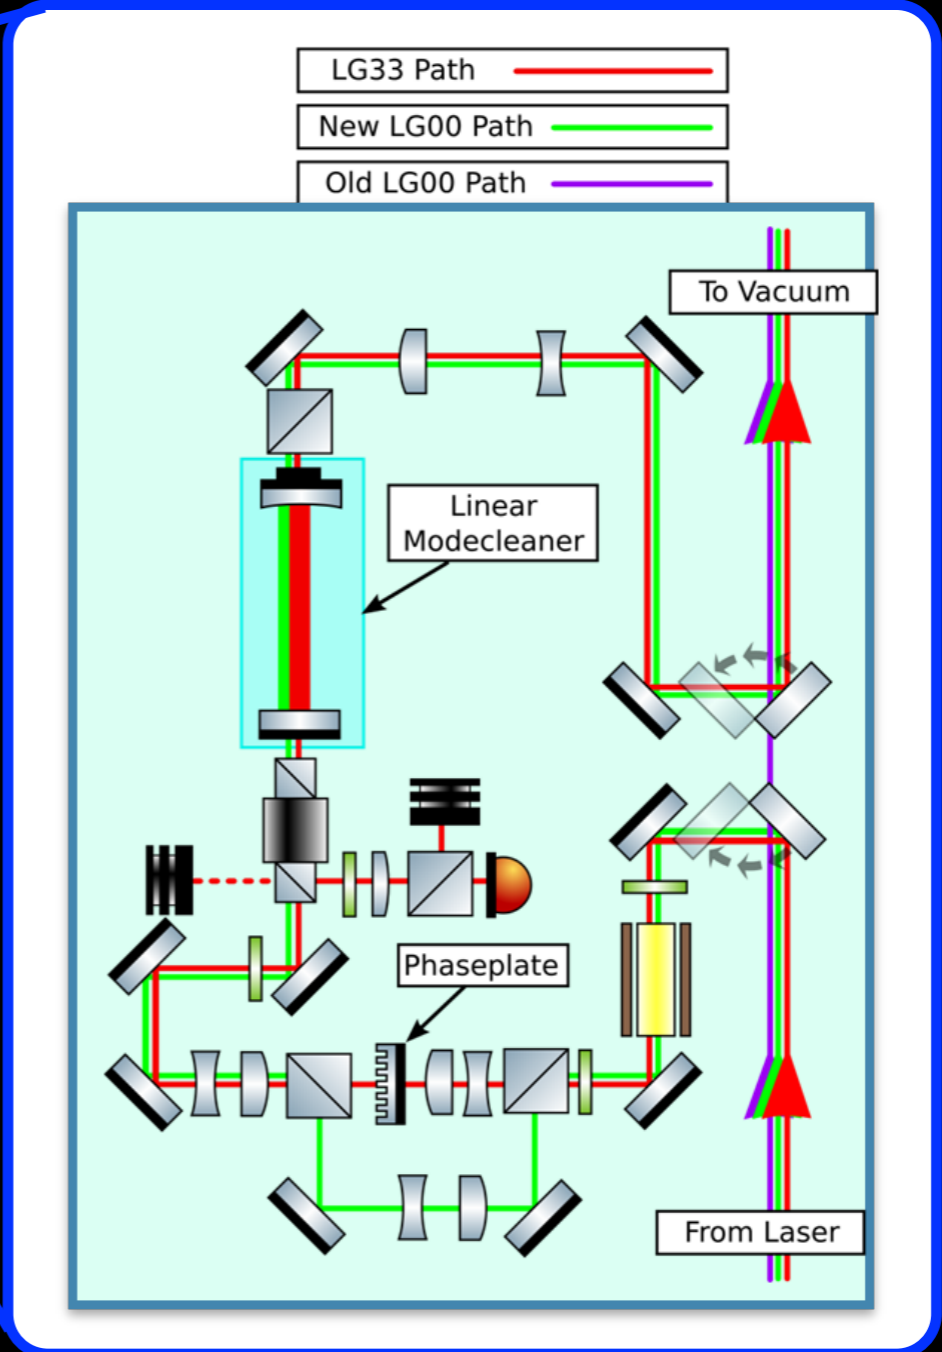 LG33 Path
New LG00 Path
Old LG00 Path
To Vacuum
Linear
Modecleaner
Phaseplate
From Laser